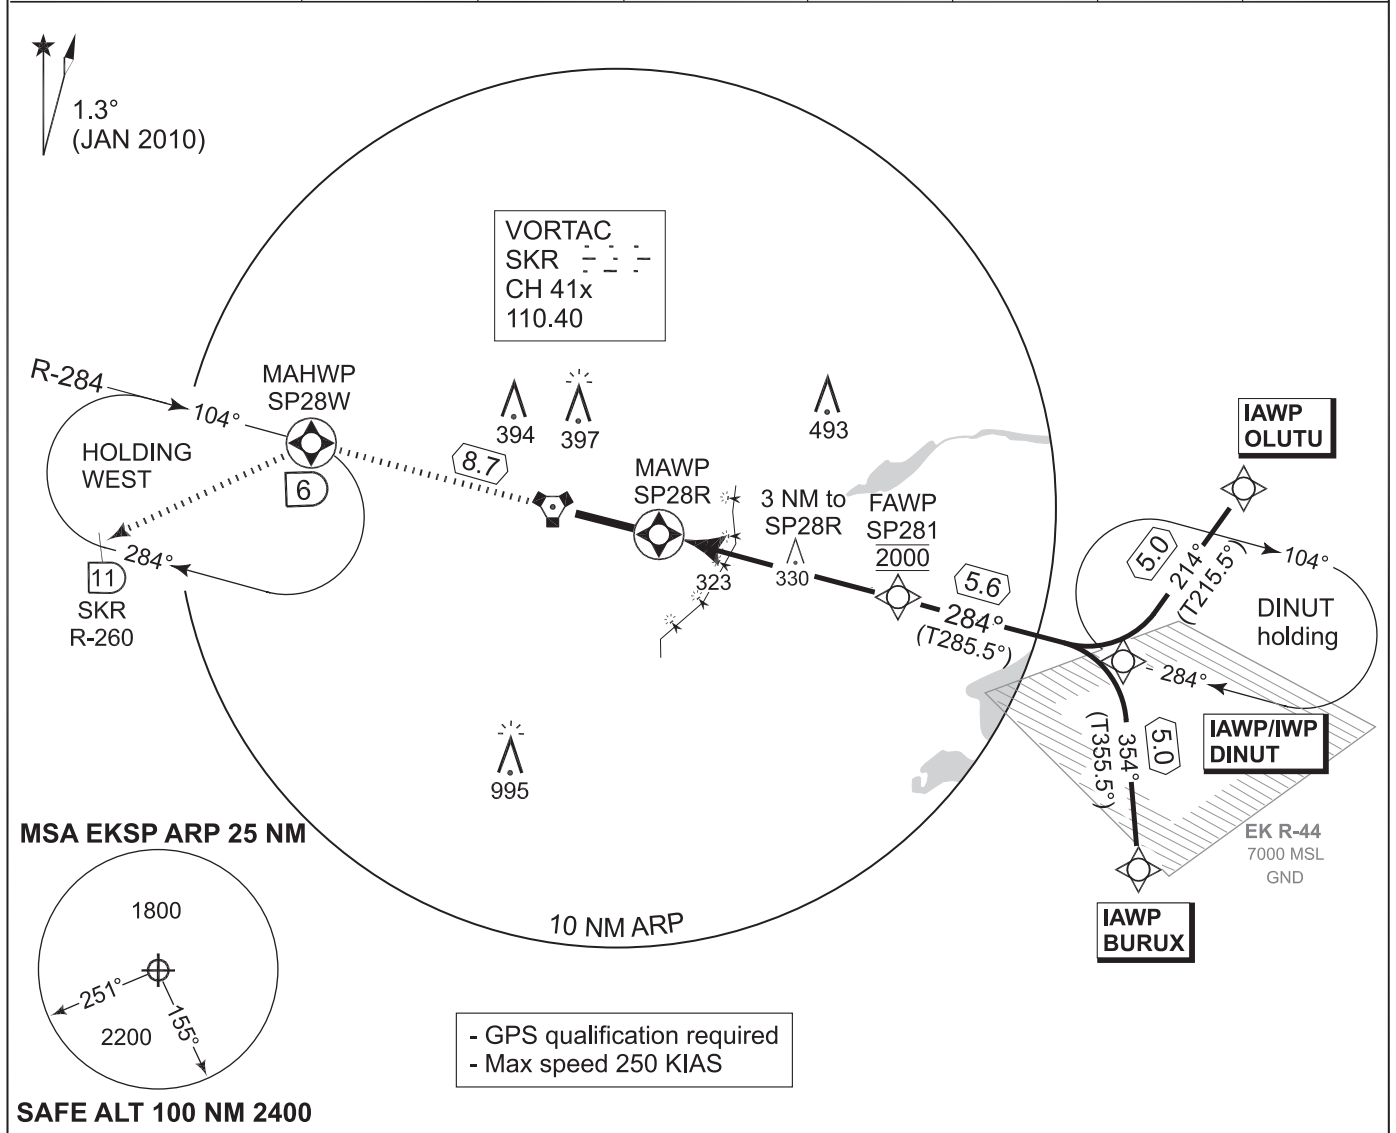 1.3°
(JAN 2010)
VORTAC
SKR
CH 41x
110.40
R-284
104°
MAHWP
SP28W
6
HOLDING
WEST
284°
11
SKR
R-260
8.7
394
397
493
MAWP
SP28R
3 NM to
SP28R
330
323
FAWP
SP281
2000
5.6
284°
(T285.5°)
IAWP
OLUTU
5.0
214°
(T215.5°)
104°
DINUT
holding
- 284°
IAWP/IWP
DINUT
5.0
354°
(T355.5°)
EK R-44
7000 MSL
GND
IAWP
BURUX
995
10 NM ARP
MSA EKSP ARP 25 NM
1800
251°
155°
2200
SAFE ALT 100 NM 2400
- GPS qualification required
- Max speed 250 KIAS